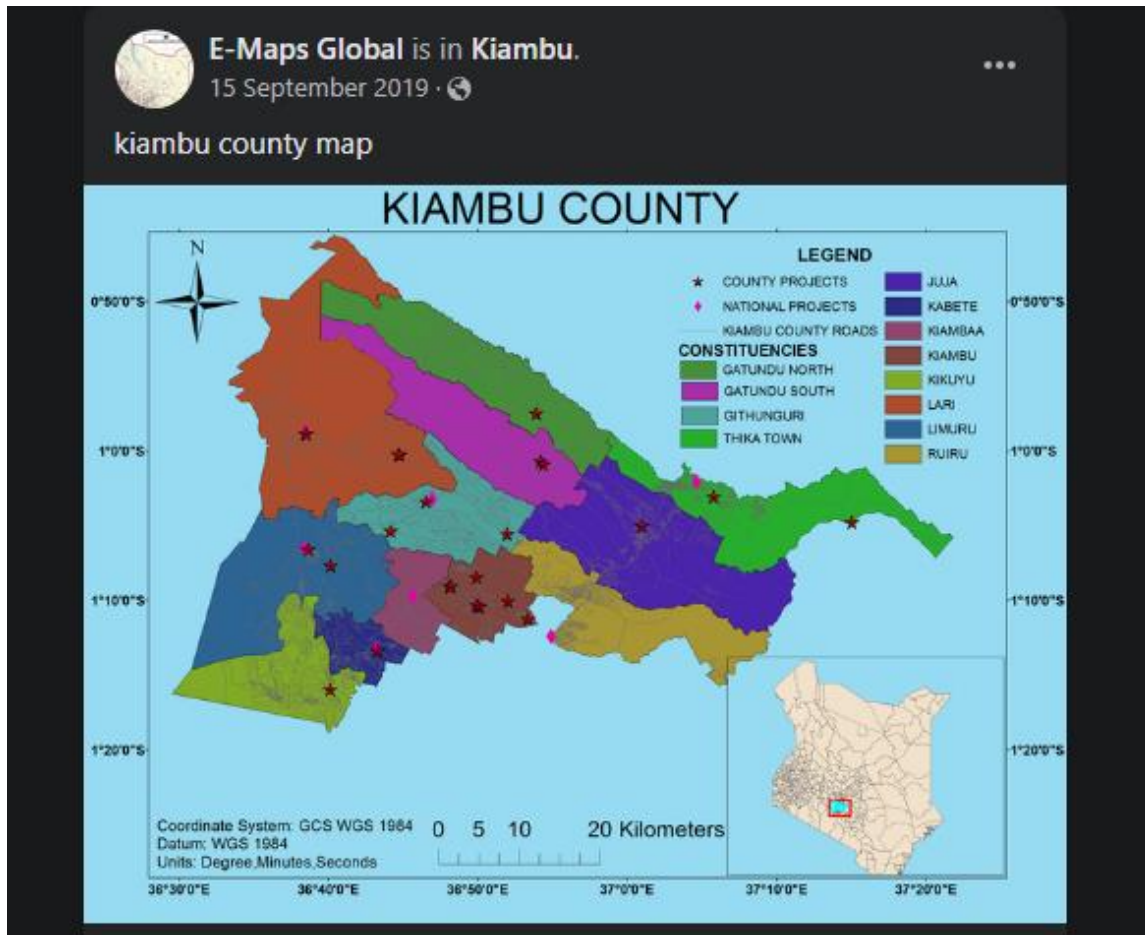 E-Maps Global is in Kiambu.
15 September 2019 ·
kiambu county map
KIAMBU COUNTY
N
LEGEND
COUNTY PROJECTS
NATIONAL PROJECTS
KIAMBU COUNTY ROADS
CONSTITUENCIES
GATUNDU NORTH
GATUNDU SOUTH
GITHUNGURI
THIKA TOWN
JUJA
KABETE
KIAMBAA
KIAMBU
KIKUYU
LARI
LIMURU
RUIRU
0°50'0"S 0°50'0"S
1°0'0"S 1°0'0"S
1°10'0"S 1°10'0"S
1°20'0"S 1°20'0"S
Coordinate System: GCS WGS 1984
Datum: WGS 1984
Units: Degree,Minutes,Seconds
0 5 10 20 Kilometers
36°30'0"E 36°40'0"E 36°50'0"E 37°0'0"E 37°10'0"E 37°20'0"E